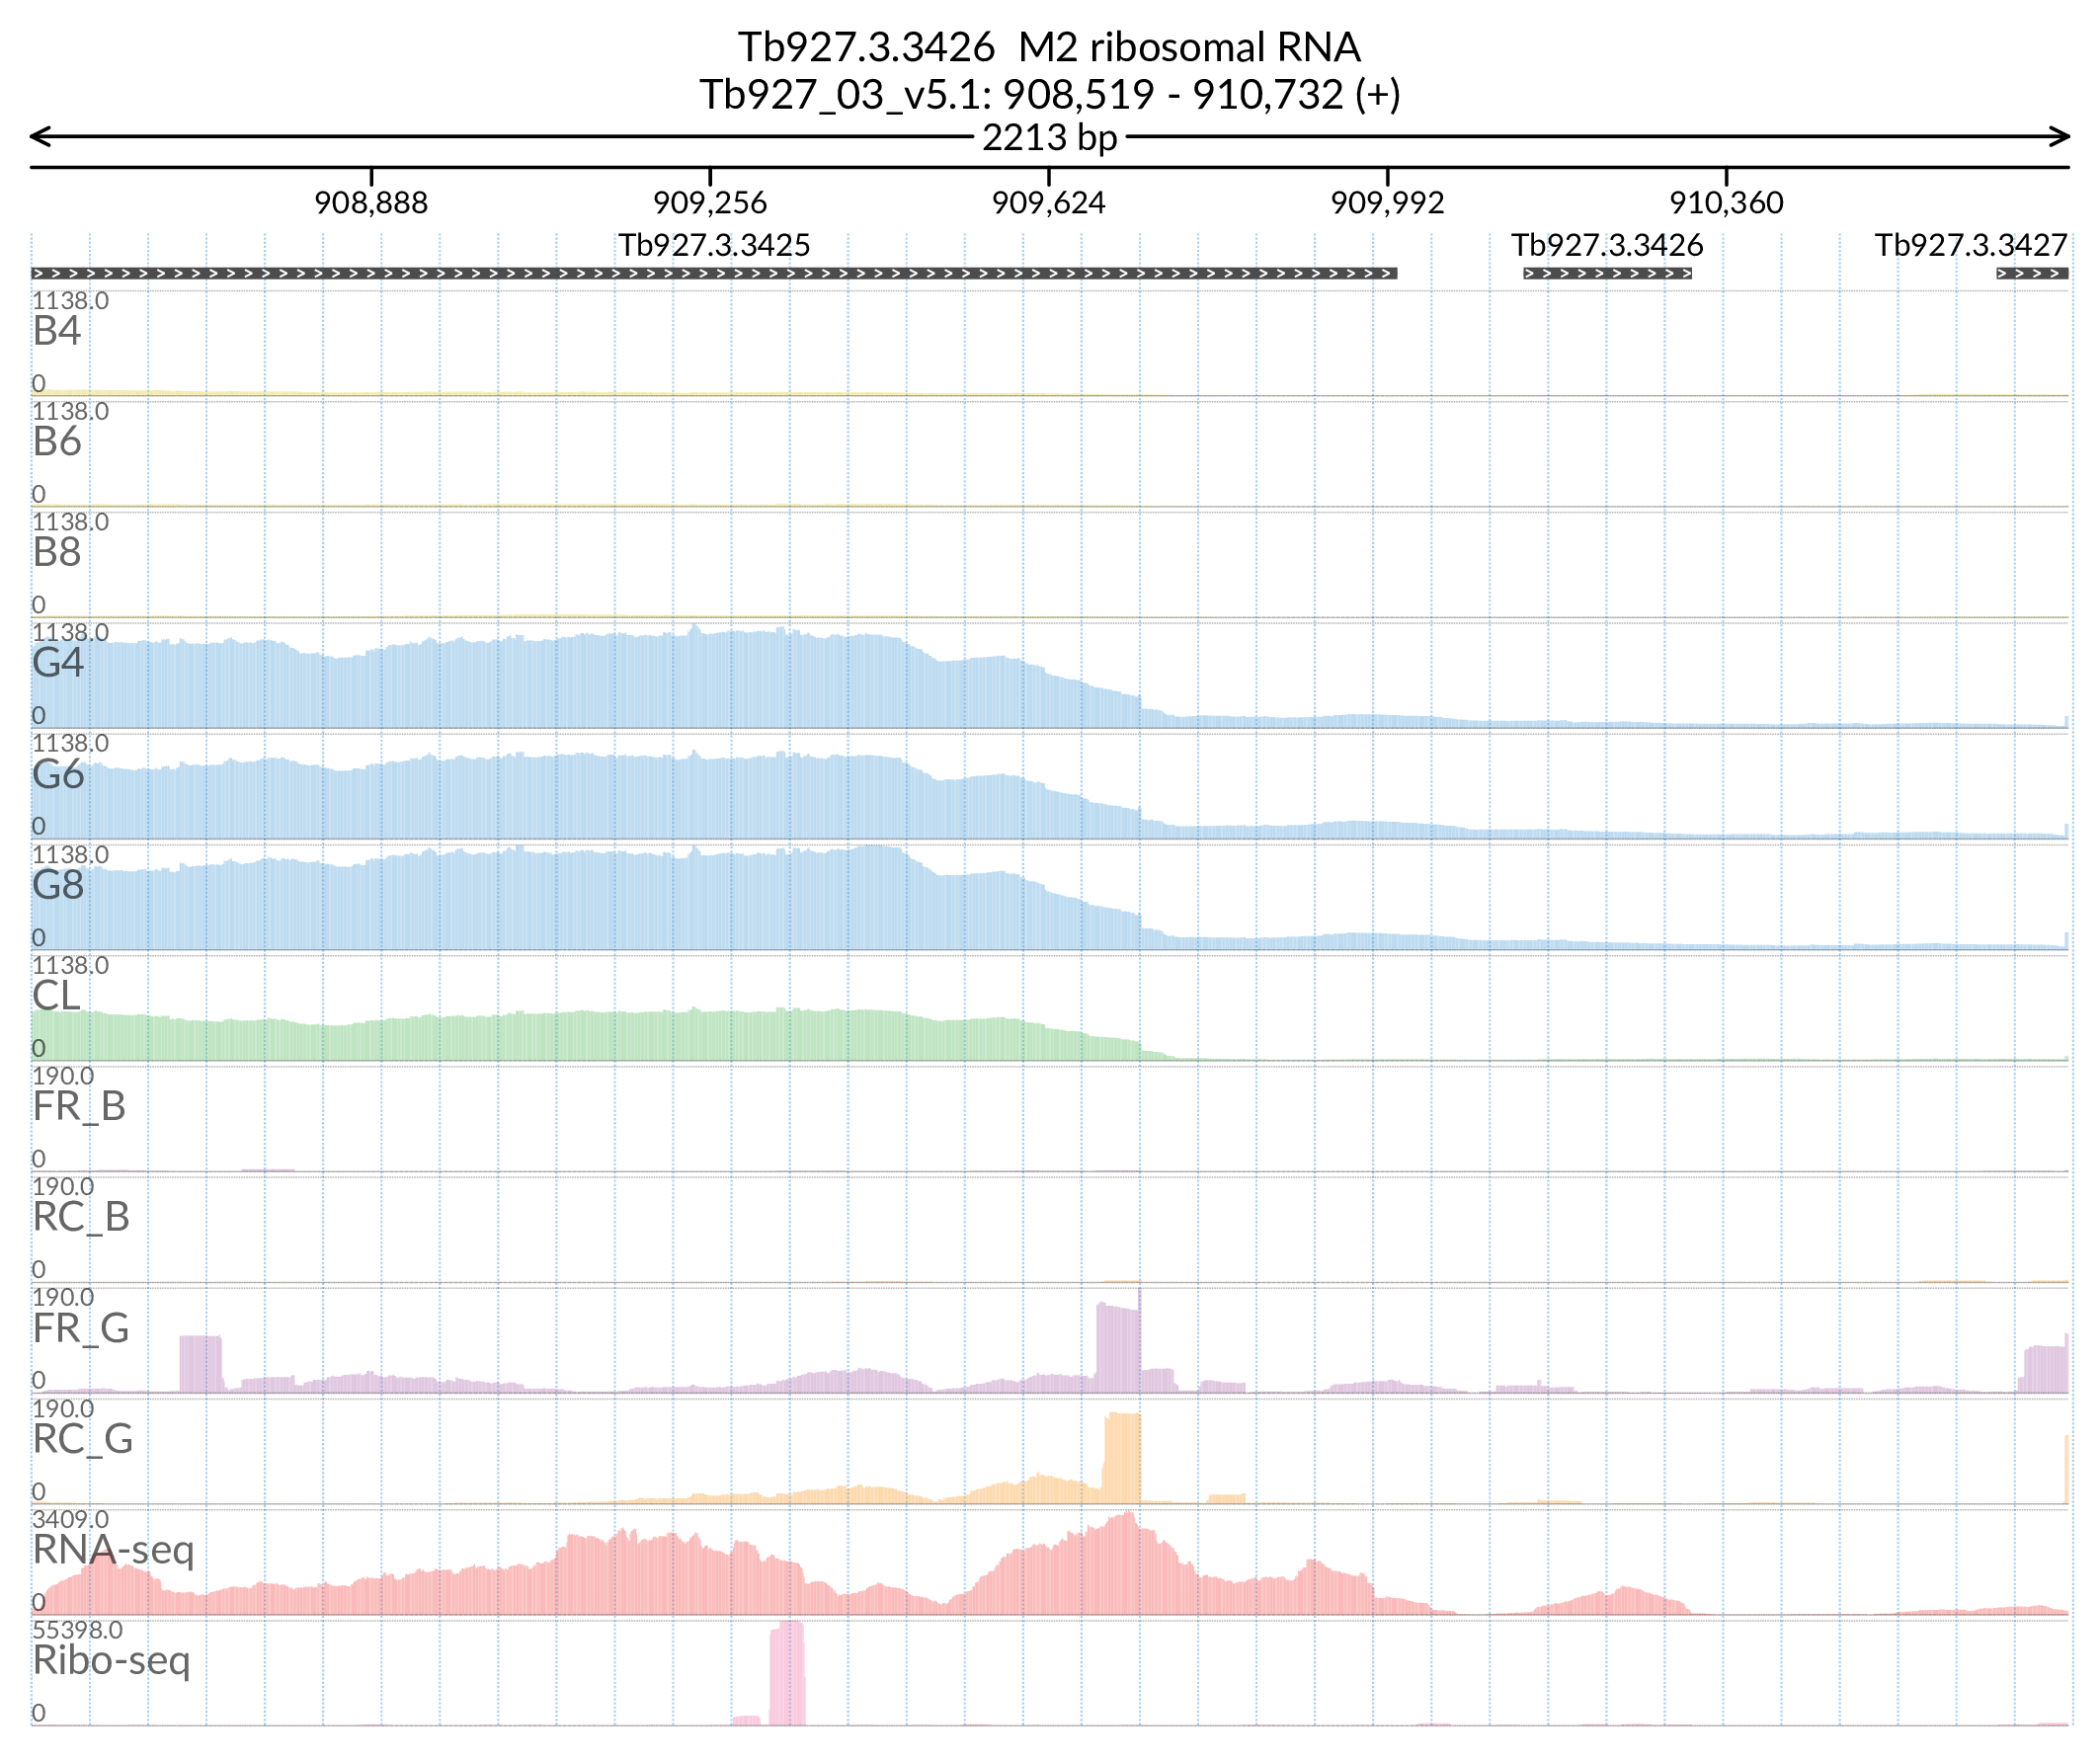 Tb927.3.3426  M2 ribosomal RNA
Tb927_03_v5.1: 908,519 - 910,732 (+)
2213 bp
908,888 909,256 909,624 909,992 910,360
Tb927.3.3425 Tb927.3.3426 Tb927.3.3427
1138.0
B4
0
1138.0
B6
0
1138.0
B8
0
1138.0
G4
0
1138.0
G6
0
1138.0
G8
0
1138.0
CL
0
190.0
FR_B
0
190.0
RC_B
0
190.0
FR_G
0
190.0
RC_G
0
3409.0
RNA-seq
0
55398.0
Ribo-seq
0